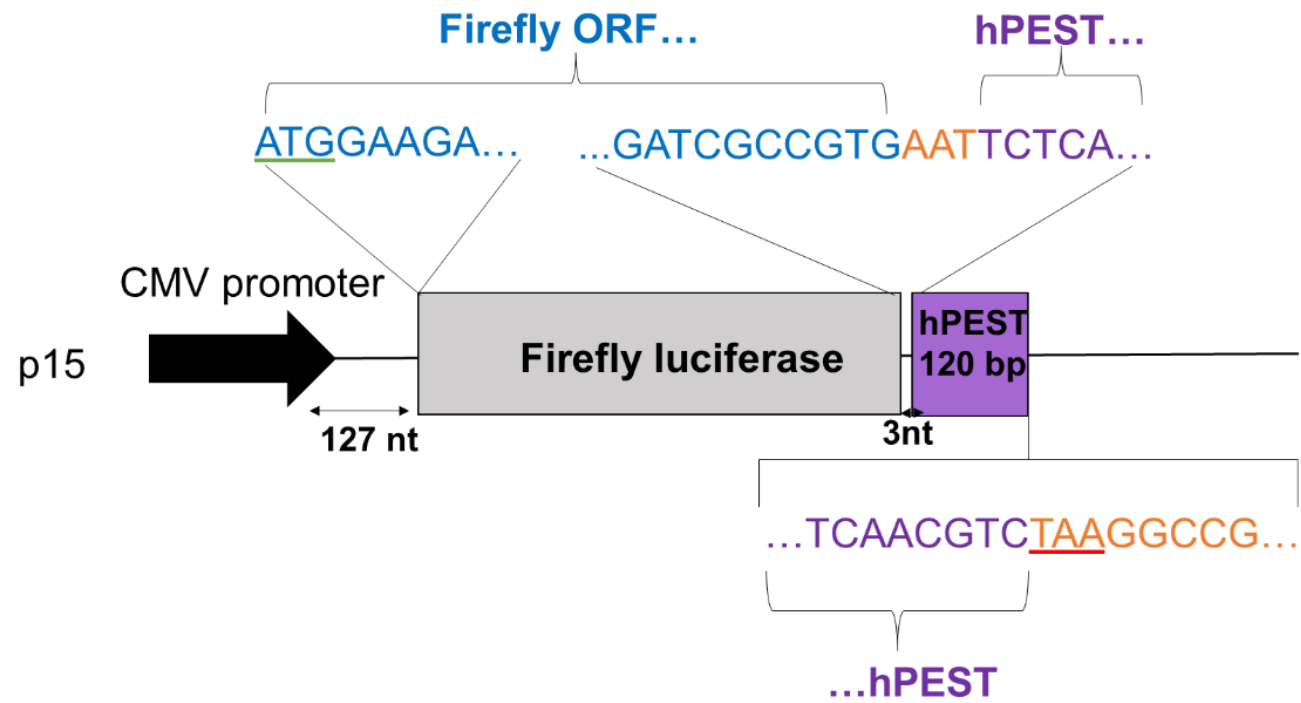 Firefly ORF…
hPEST…
ATGGAAGA…
...GATCGCCGTGAATTCTCA…
CMV promoter
p15
Firefly luciferase
hPEST
120 bp
127 nt
3nt
…TCAACGTCTAAGGCCG…
…hPEST